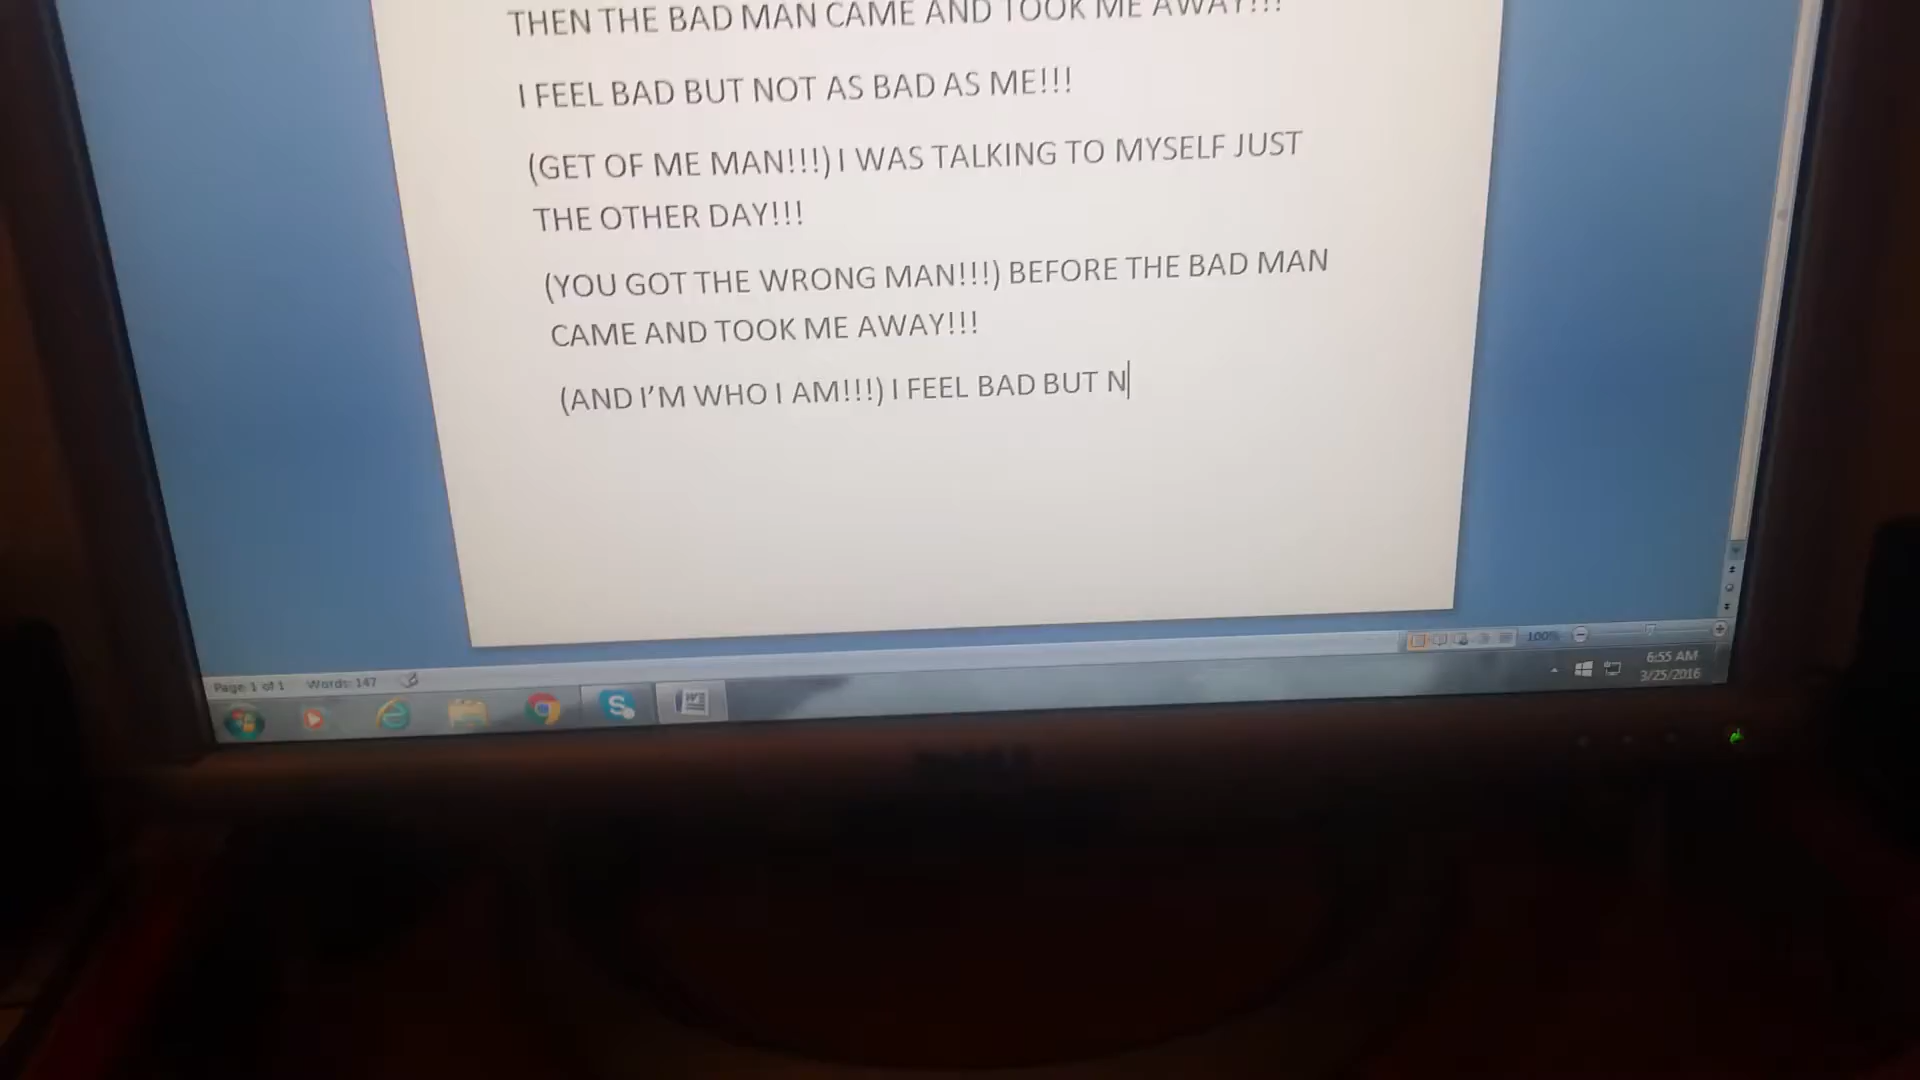 THEN THE BAD MAN CAME AND TOOK ME AWAY!!!
I FEEL BAD BUT NOT AS BAD AS ME!!!
(GET OF ME MAN!!!) I WAS TALKING TO MYSELF JUST
THE OTHER DAY!!!
(YOU GOT THE WRONG MAN!!!) BEFORE THE BAD MAN
CAME AND TOOK ME AWAY!!!
(AND I'M WHO I AM!!!) I FEEL BAD BUT N
100%
Page: 1 of 1 Words: 147
6:55 AM
3/25/2016